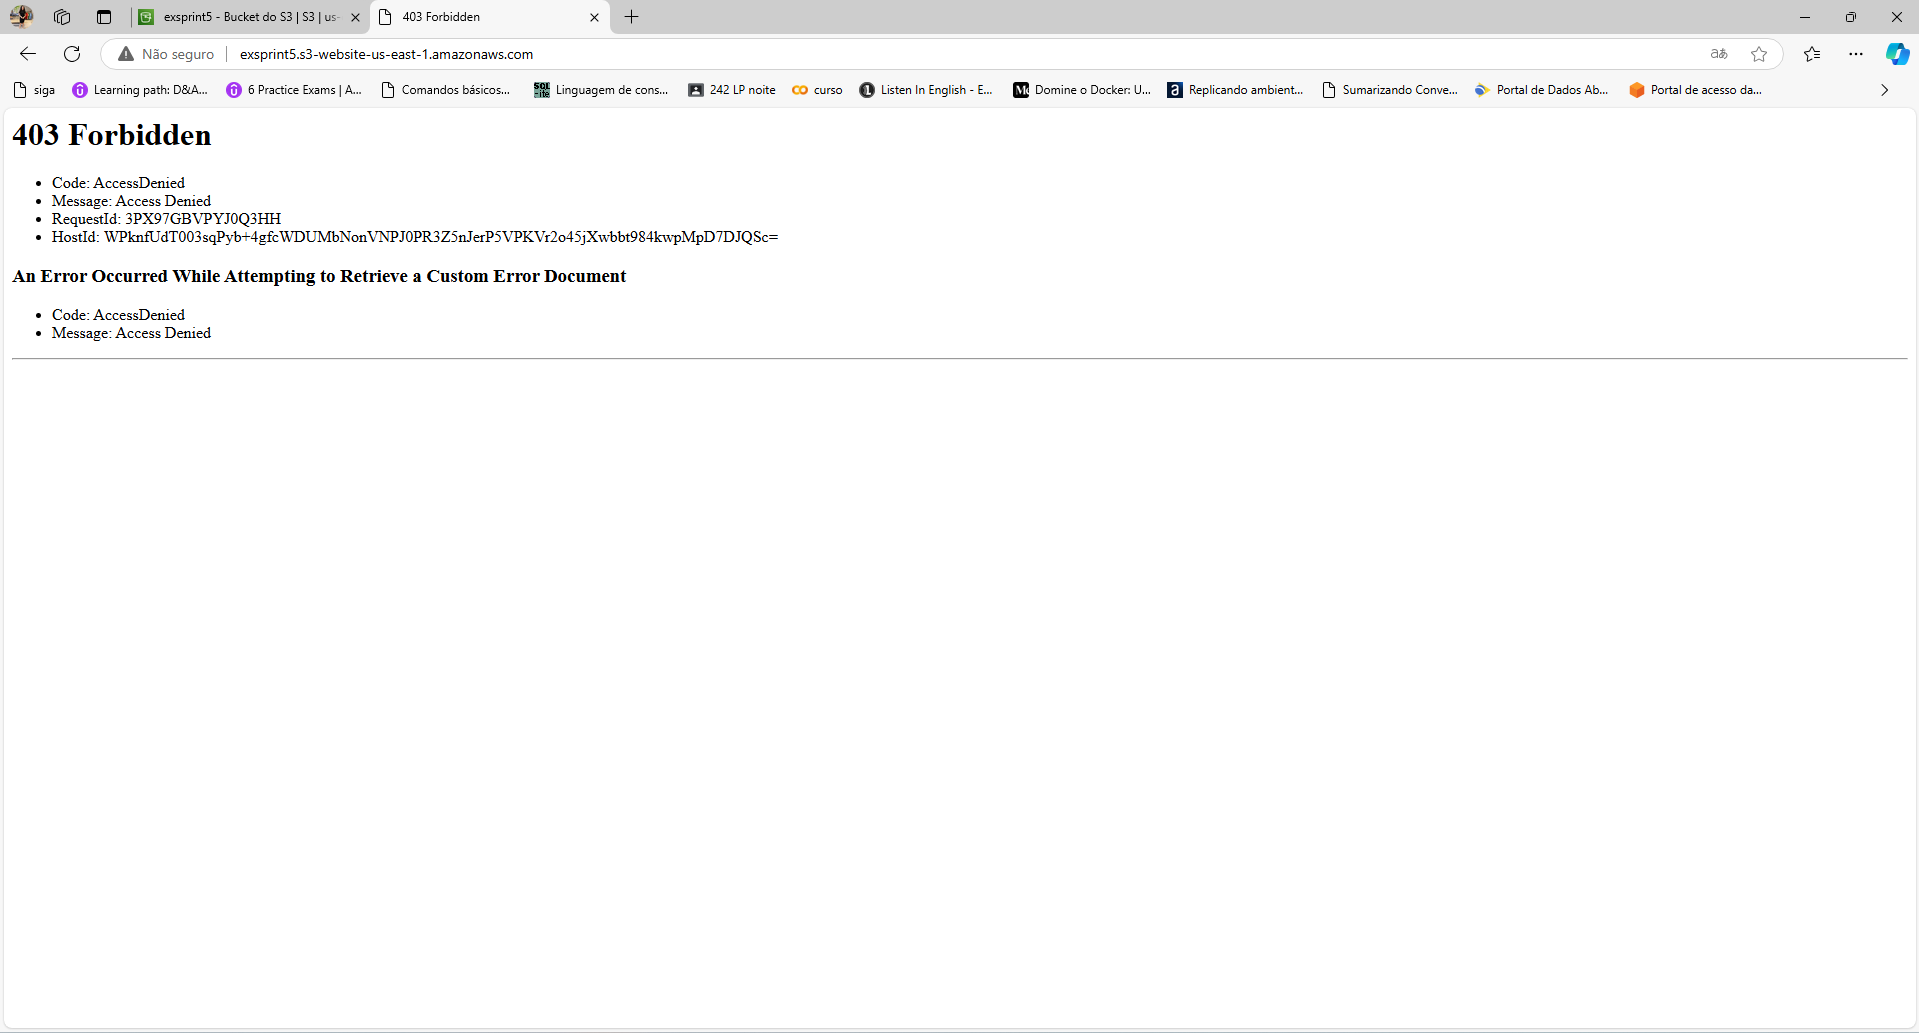 exsprint5 - Bucket do S3 | S3 | us-
403 Forbidden
Não seguro
exsprint5.s3-website-us-east-1.amazonaws.com
siga
Learning path: D&A...
6 Practice Exams | A...
Comandos básicos...
Linguagem de cons...
242 LP noite
curso
Listen In English - E...
Domine o Docker: U...
Replicando ambient...
Sumarizando Conve...
Portal de Dados Ab...
Portal de acesso da...
403 Forbidden
• Code: AccessDenied
• Message: Access Denied
• RequestId: 3PX97GBVPYJ0Q3HH
• HostId: WPknfUdT003sqPyb+4gfcWDUMbNonVNPJ0PR3Z5nJerP5VPKVr2o45jXwbbt984kwpMpD7DJQSc=
An Error Occurred While Attempting to Retrieve a Custom Error Document
• Code: AccessDenied
• Message: Access Denied